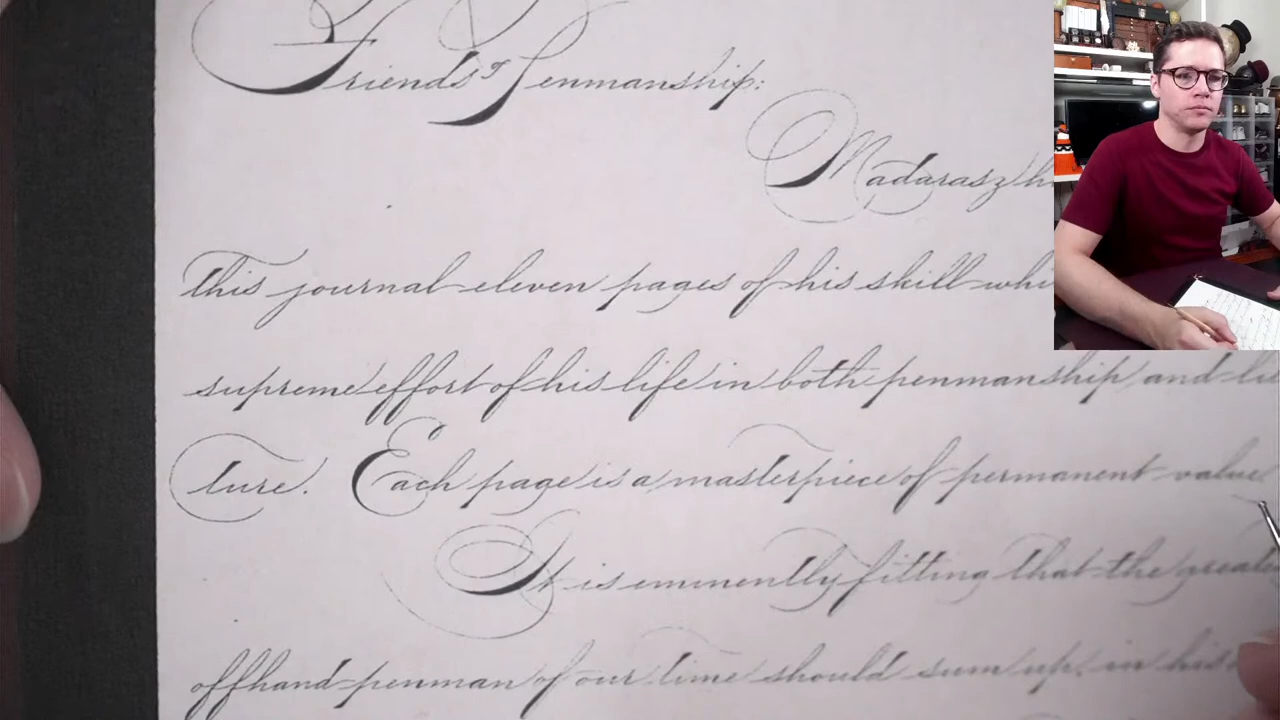 Friends of Penmanship:
Madarasz
This journal eleven pages of his skill
supreme effort of his life in both penmanship and
ture. Each page is a masterpiece of permanent value
It is eminently fitting that the
offhand penman of our time should sum up, in his